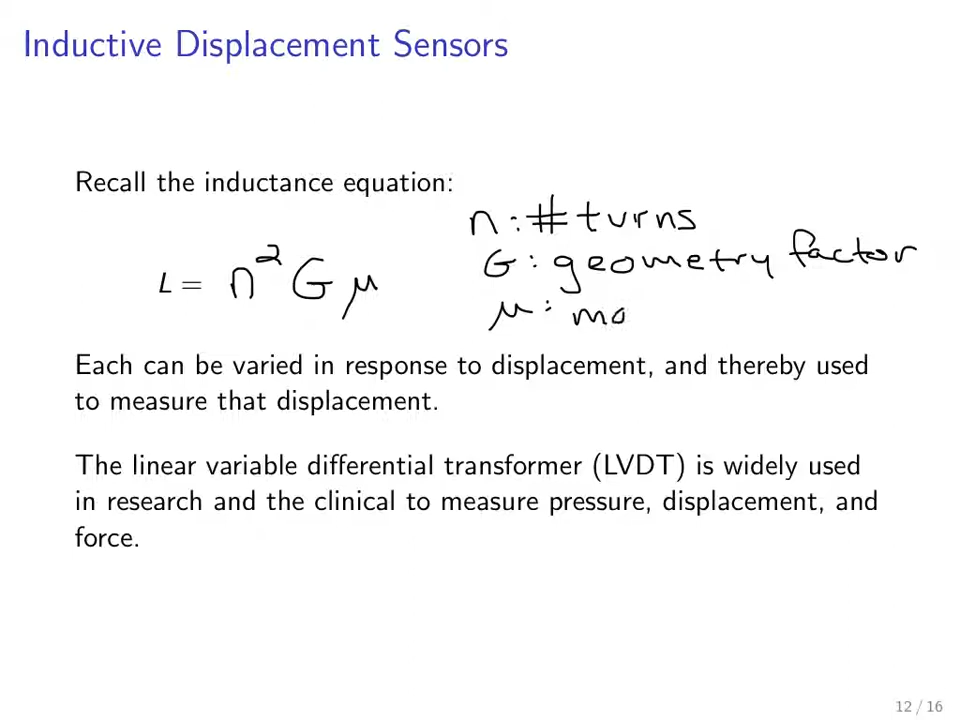 Inductive Displacement Sensors
Recall the inductance equation:
n : # turns
G : geometry factor
L = n² G μ
μ : ma
Each can be varied in response to displacement, and thereby used
to measure that displacement.
The linear variable differential transformer (LVDT) is widely used
in research and the clinical to measure pressure, displacement, and
force.
12 / 16